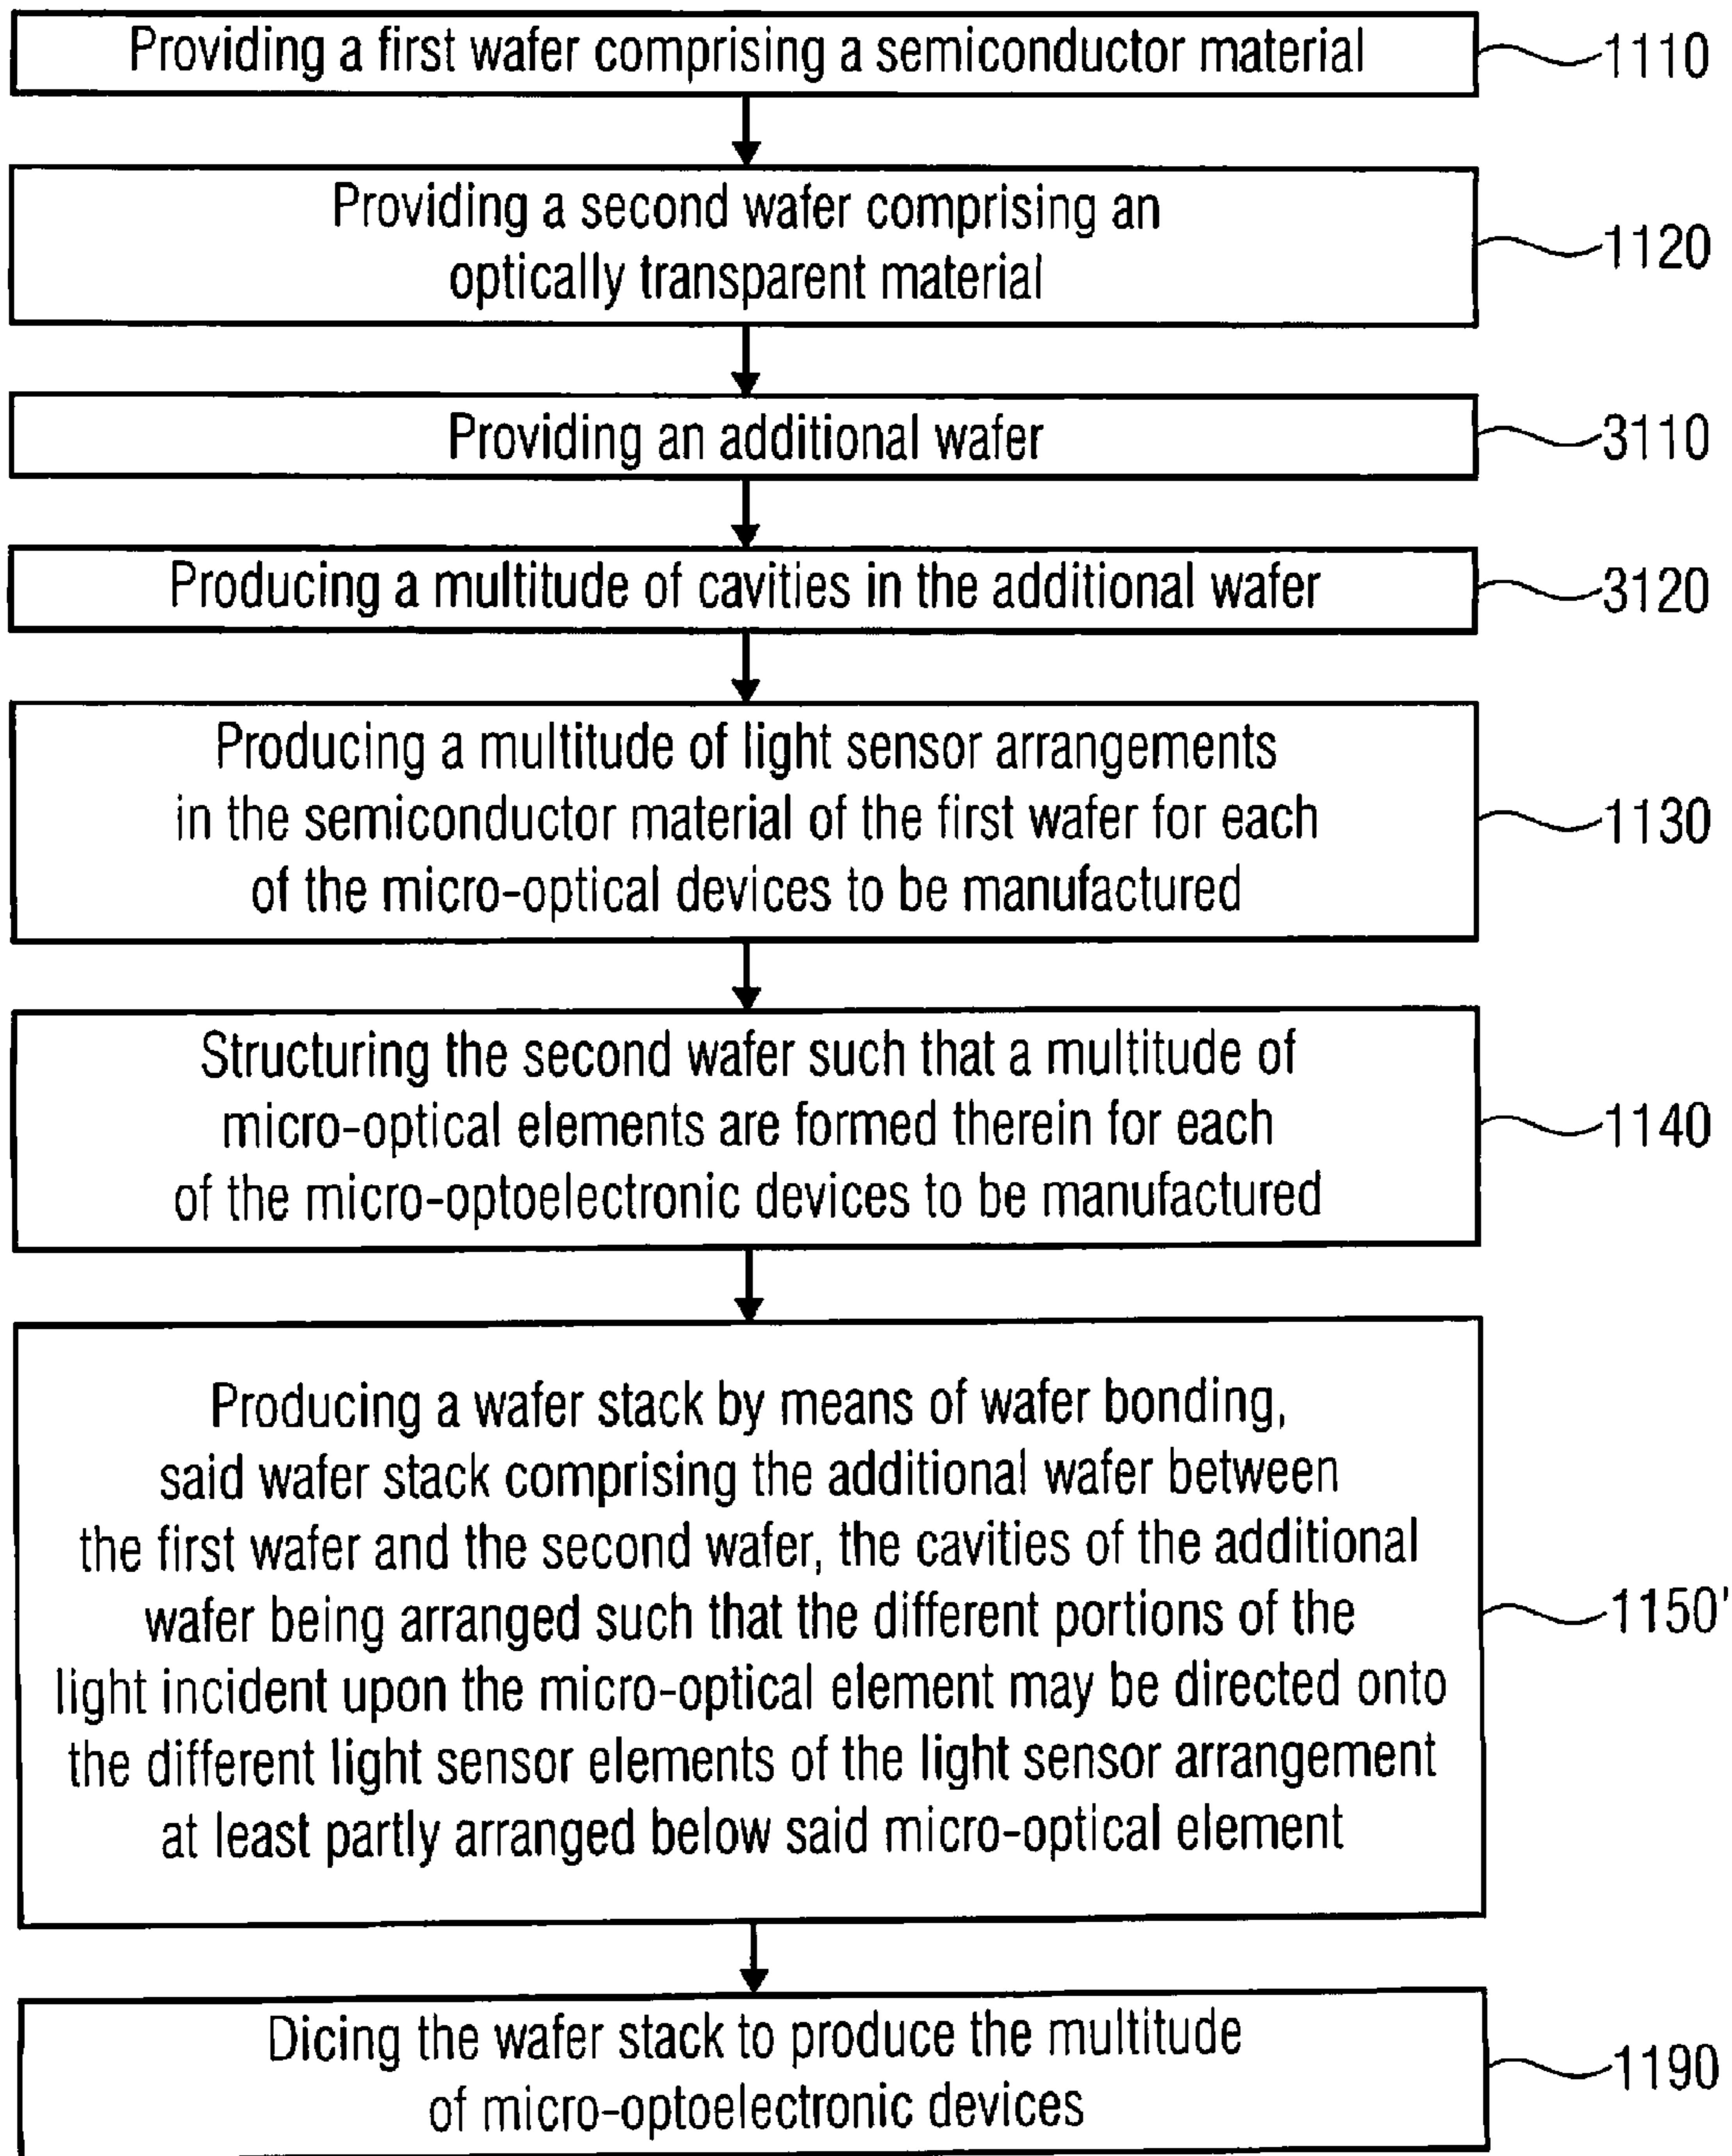 Providing a first wafer comprising a semiconductor material
1110
Providing a second wafer comprising an
optically transparent material
1120
Providing an additional wafer
3110
Producing a multitude of cavities in the additional wafer
3120
Producing a multitude of light sensor arrangements
in the semiconductor material of the first wafer for each
of the micro-optical devices to be manufactured
1130
Structuring the second wafer such that a multitude of
micro-optical elements are formed therein for each
of the micro-optoelectronic devices to be manufactured
1140
Producing a wafer stack by means of wafer bonding,
said wafer stack comprising the additional wafer between
the first wafer and the second wafer, the cavities of the additional
wafer being arranged such that the different portions of the
light incident upon the micro-optical element may be directed onto
the different light sensor elements of the light sensor arrangement
at least partly arranged below said micro-optical element
1150'
Dicing the wafer stack to produce the multitude
of micro-optoelectronic devices
1190